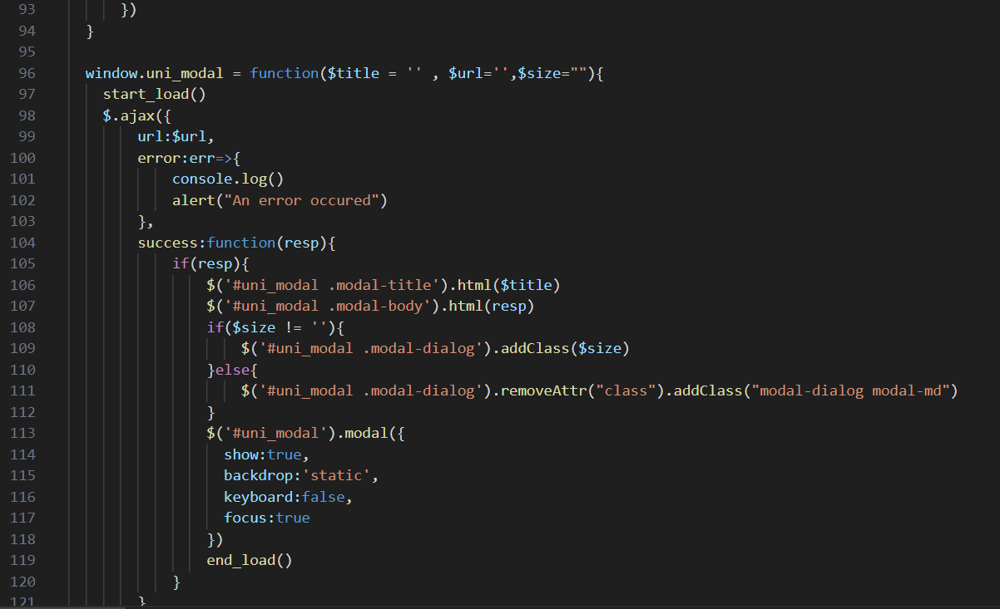 93 })
94 }
95
96 window.uni_modal = function($title = '' , $url='',$size=""){
97 start_load()
98 $.ajax({
99 url:$url,
100 error:err=>{
101 console.log()
102 alert("An error occured")
103 },
104 success:function(resp){
105 if(resp){
106 $('#uni_modal .modal-title').html($title)
107 $('#uni_modal .modal-body').html(resp)
108 if($size != ''){
109 $('#uni_modal .modal-dialog').addClass($size)
110 }else{
111 $('#uni_modal .modal-dialog').removeAttr("class").addClass("modal-dialog modal-md")
112 }
113 $('#uni_modal').modal({
114 show:true,
115 backdrop:'static',
116 keyboard:false,
117 focus:true
118 })
119 end_load()
120 }
121 }